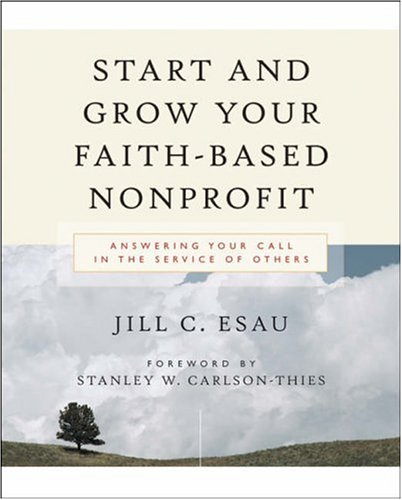 START AND
GROW YOUR
FAITH-BASED
NONPROFIT
ANSWERING YOUR CALL
IN THE SERVICE OF OTHERS
JILL C. ESAU
FOREWORD BY
STANLEY W. CARLSON-THIES